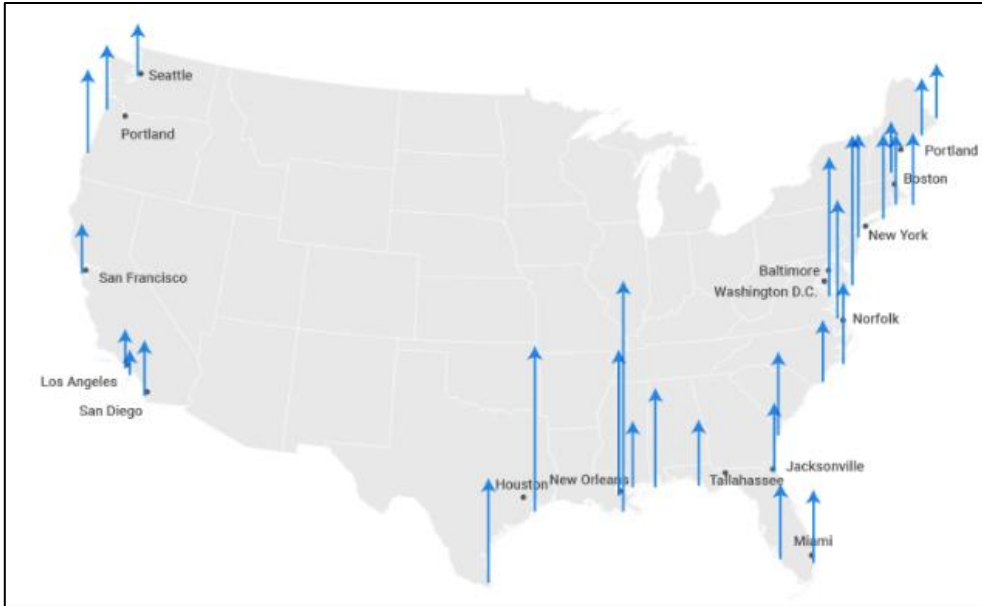 Seattle
Portland
Portland
Boston
New York
San Francisco
Baltimore
Washington D.C.
Norfolk
Los Angeles
San Diego
Jacksonville
Houston
New Orleans
Tallahassee
Miami